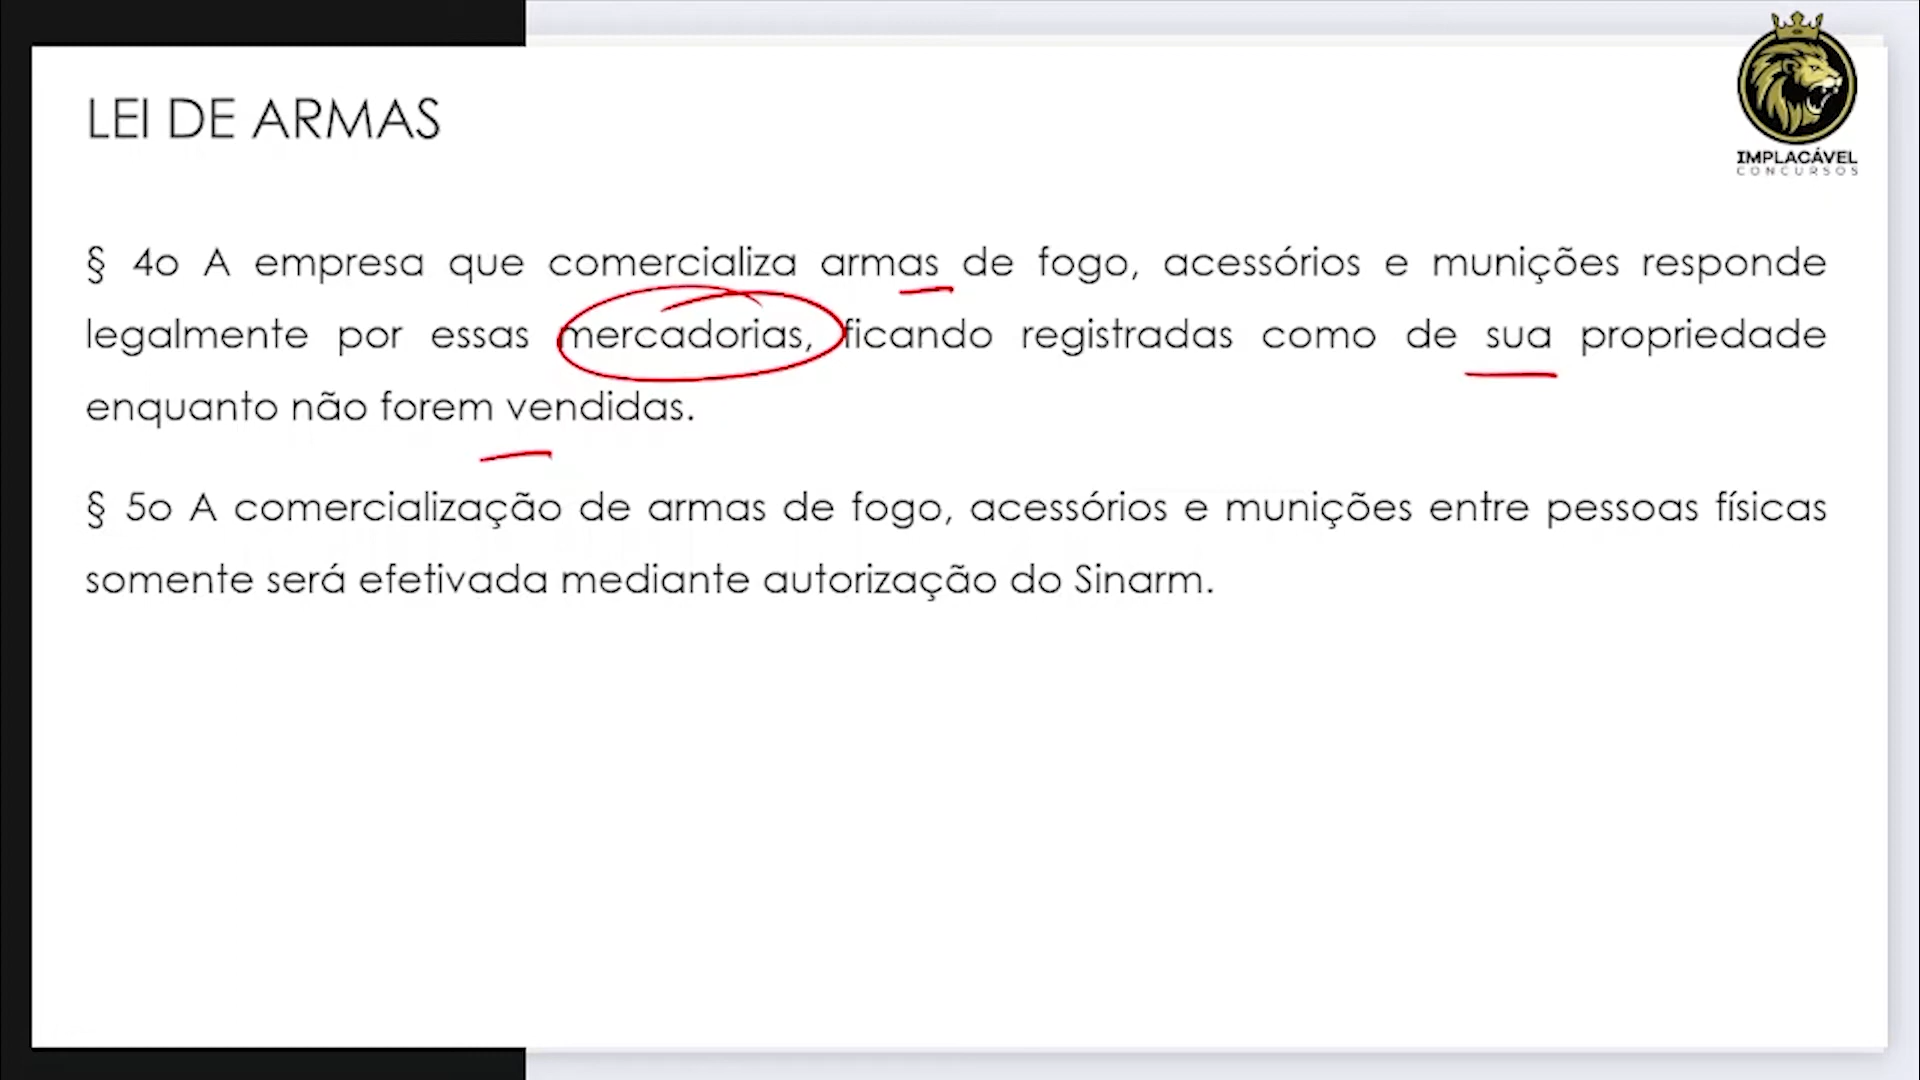 LEI DE ARMAS
IMPLACÁVEL
CONCURSOS
§ 4o A empresa que comercializa armas de fogo, acessórios e munições responde
legalmente por essas mercadorias, ficando registradas como de sua propriedade
enquanto não forem vendidas.
§ 5o A comercialização de armas de fogo, acessórios e munições entre pessoas físicas
somente será efetivada mediante autorização do Sinarm.